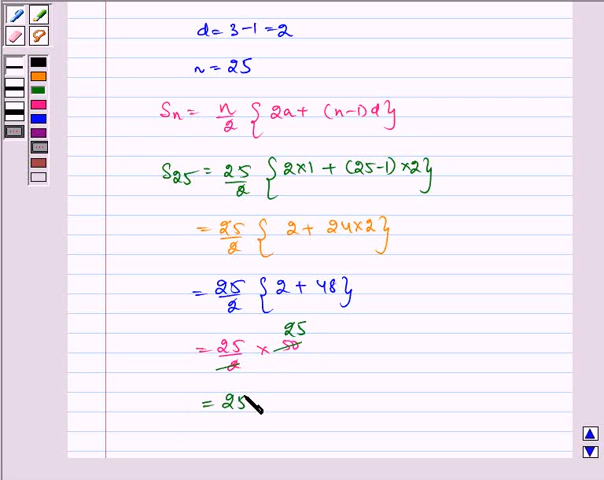 d = 3 - 1 = 2
n = 25
Sn = n/2 { 2a + (n-1) d }
S25 = 25/2 { 2 x 1 + (25-1) x 2 }
= 25/2 { 2 + 24 x 2 }
= 25/2 { 2 + 48 }
25
= 25/2 x 50
= 25